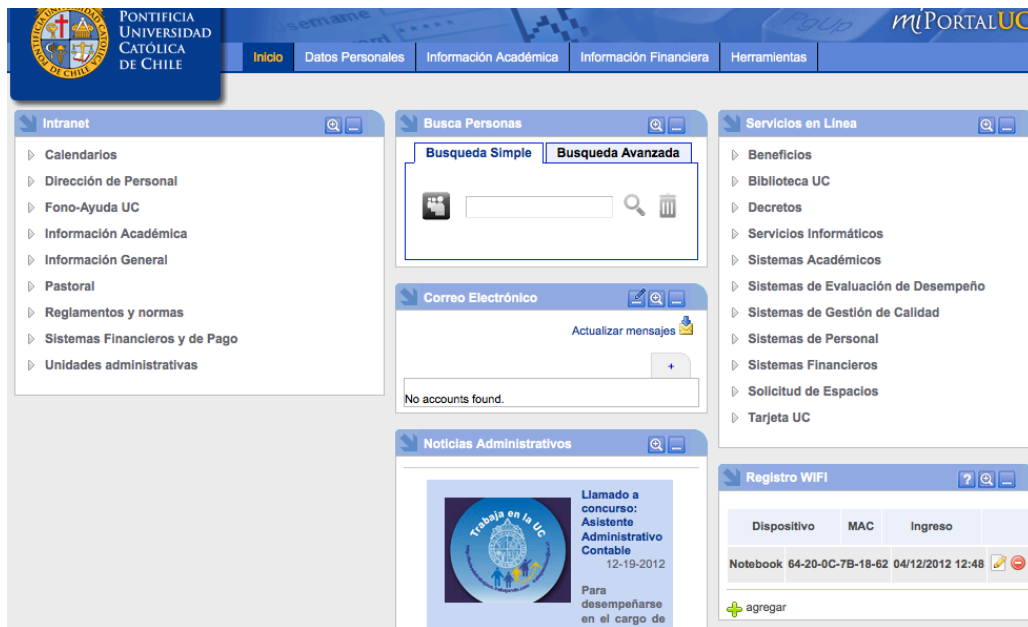 PONTIFICIA
UNIVERSIDAD
CATÓLICA
DE CHILE
username
PgUp
miPORTALUC
Inicio
Datos Personales
Información Académica
Información Financiera
Herramientas
Intranet
Calendarios
Dirección de Personal
Fono-Ayuda UC
Información Académica
Información General
Pastoral
Reglamentos y normas
Sistemas Financieros y de Pago
Unidades administrativas
Busca Personas
Busqueda Simple
Busqueda Avanzada
Correo Electrónico
Actualizar mensajes
+
No accounts found.
Noticias Administrativos
Trabaja en la UC
Llamado a
concurso:
Asistente
Administrativo
Contable
12-19-2012
Para
desempeñarse
en el cargo de
Servicios en Línea
Beneficios
Biblioteca UC
Decretos
Servicios Informáticos
Sistemas Académicos
Sistemas de Evaluación de Desempeño
Sistemas de Gestión de Calidad
Sistemas de Personal
Sistemas Financieros
Solicitud de Espacios
Tarjeta UC
Registro WIFI
?
Dispositivo MAC Ingreso
Notebook 64-20-0C-7B-18-62 04/12/2012 12:48
agregar